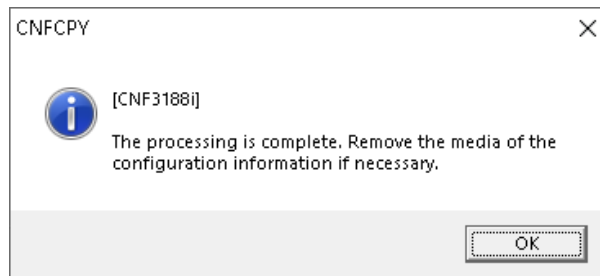 CNFCPY
[CNF3188i]
The processing is complete. Remove the media of the
configuration information if necessary.
OK